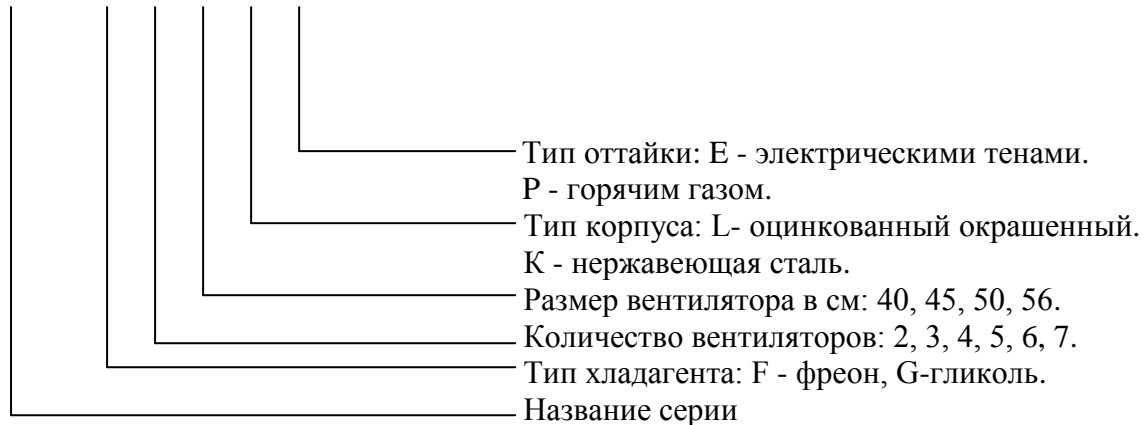 Тип оттайки: Е - электрическими тенами.
Р - горячим газом.
Тип корпуса: L- оцинкованный окрашенный.
К - нержавеющая сталь.
Размер вентилятора в см: 40, 45, 50, 56.
Количество вентиляторов: 2, 3, 4, 5, 6, 7.
Тип хладагента: F - фреон, G-гликоль.
Название серии